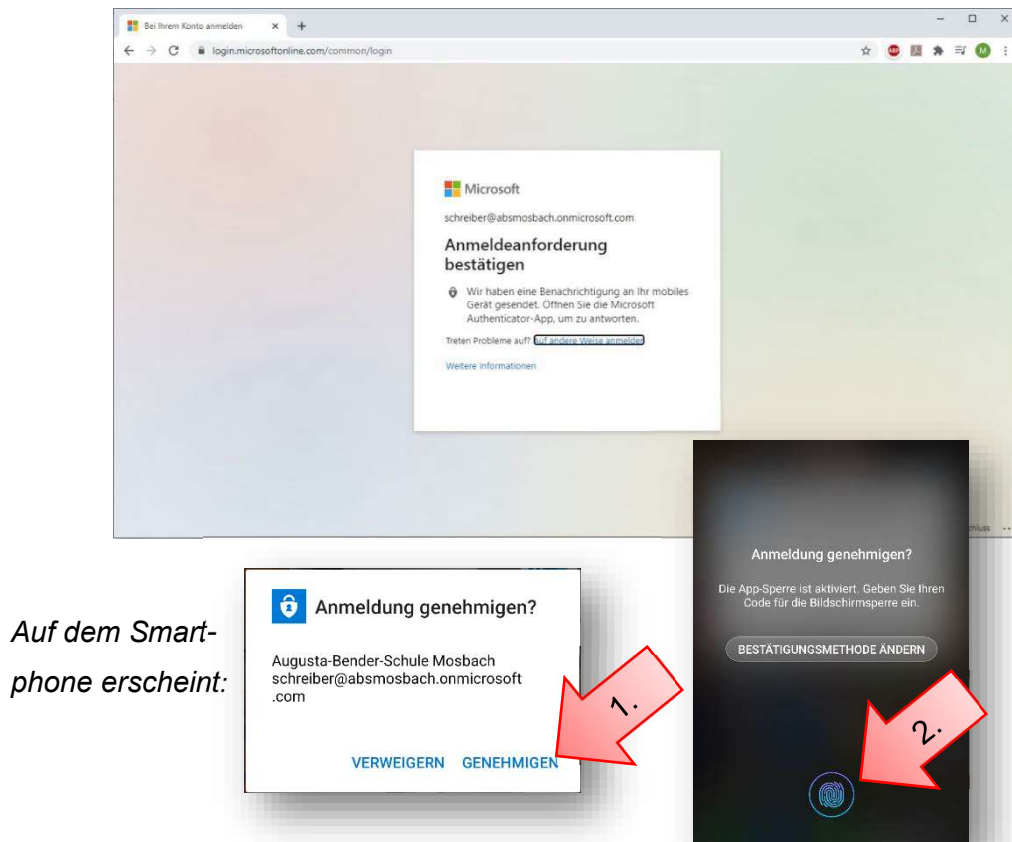 Bei Ihrem Konto anmelden
login.microsoftonline.com/common/login
ABP
M
Microsoft
schreiber@absmosbach.onmicrosoft.com
Anmeldeanforderung
bestätigen
Wir haben eine Benachrichtigung an Ihr mobiles
Gerät gesendet. Öffnen Sie die Microsoft
Authenticator-App, um zu antworten.
Treten Probleme auf? Auf andere Weise anmelden
Weitere Informationen
Auf dem Smart-
phone erscheint:
Anmeldung genehmigen?
Augusta-Bender-Schule Mosbach
schreiber@absmosbach.onmicrosoft
.com
VERWEIGERN GENEHMIGEN
1.
Anmeldung genehmigen?
Die App-Sperre ist aktiviert. Geben Sie Ihren
Code für die Bildschirmsperre ein.
BESTÄTIGUNGSMETHODE ÄNDERN
2.